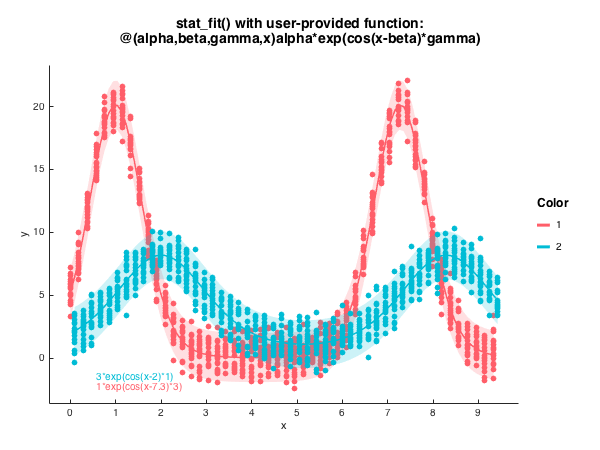 stat_fit() with user-provided function:
@(alpha,beta,gamma,x)alpha*exp(cos(x-beta)*gamma)
20
15
10
5
0
y
Color
1
2
3*exp(cos(x-2)*1)
1*exp(cos(x-7.3)*3)
0 1 2 3 4 5 6 7 8 9
x